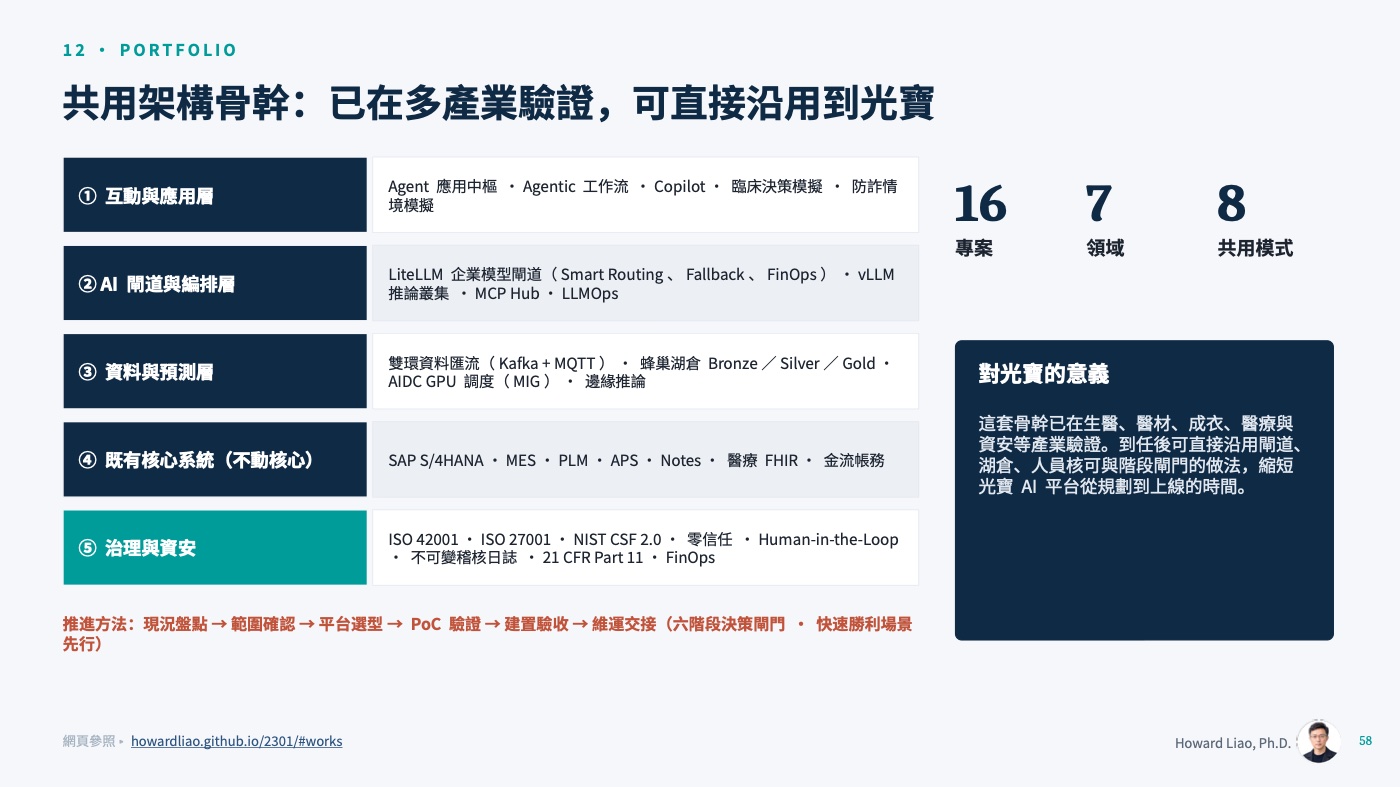 12 · PORTFOLIO
共用架構骨幹：已在多產業驗證，可直接沿用到光寶
① 互動與應用層
Agent 應用中樞 · Agentic 工作流 · Copilot · 臨床決策模擬 · 防詐情
境模擬
② AI 閘道與編排層
LiteLLM 企業模型閘道（ Smart Routing 、 Fallback 、 FinOps ） · vLLM
推論叢集 · MCP Hub · LLMOps
③ 資料與預測層
雙環資料匯流（ Kafka + MQTT ） · 蜂巢湖倉 Bronze ／ Silver ／ Gold ·
AIDC GPU 調度（ MIG ） · 邊緣推論
④ 既有核心系統（不動核心）
SAP S/4HANA · MES · PLM · APS · Notes · 醫療 FHIR · 金流帳務
⑤ 治理與資安
ISO 42001 · ISO 27001 · NIST CSF 2.0 · 零信任 · Human-in-the-Loop
· 不可變稽核日誌 · 21 CFR Part 11 · FinOps
推進方法：現況盤點 → 範圍確認 → 平台選型 → PoC 驗證 → 建置驗收 → 維運交接（六階段決策閘門 · 快速勝利場景
先行）
16
專案
7
領域
8
共用模式
對光寶的意義
這套骨幹已在生醫、醫材、成衣、醫療與
資安等產業驗證。到任後可直接沿用閘道、
湖倉、人員核可與階段閘門的做法，縮短
光寶 AI 平台從規劃到上線的時間。
網頁參照 ▸ howardliao.github.io/2301/#works
Howard Liao, Ph.D.
58